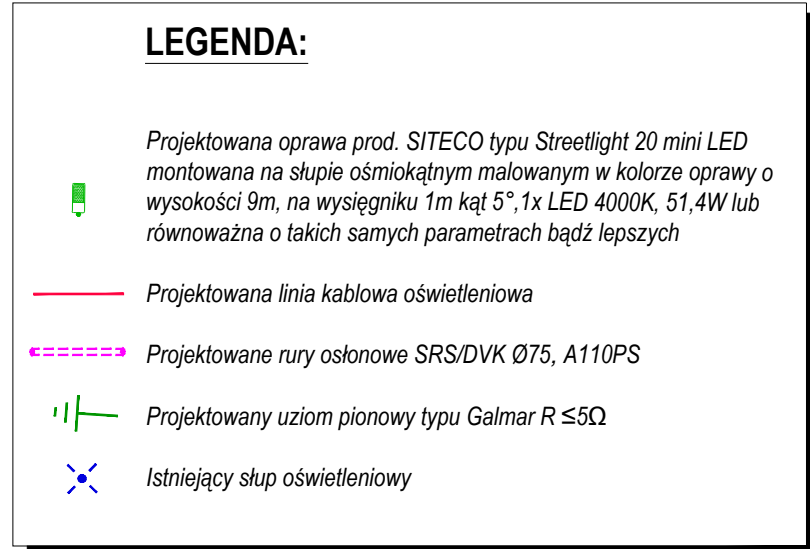 LEGENDA:
Projektowana oprawa prod. SITECO typu Streetlight 20 mini LED
montowana na słupie ośmiokątnym malowanym w kolorze oprawy o
wysokości 9m, na wysięgniku 1m kąt 5°,1x LED 4000K, 51,4W lub
równoważna o takich samych parametrach bądź lepszych
Projektowana linia kablowa oświetleniowa
Projektowane rury osłonowe SRS/DVK Ø75, A110PS
Projektowany uziom pionowy typu Galmar R ≤5Ω
Istniejący słup oświetleniowy